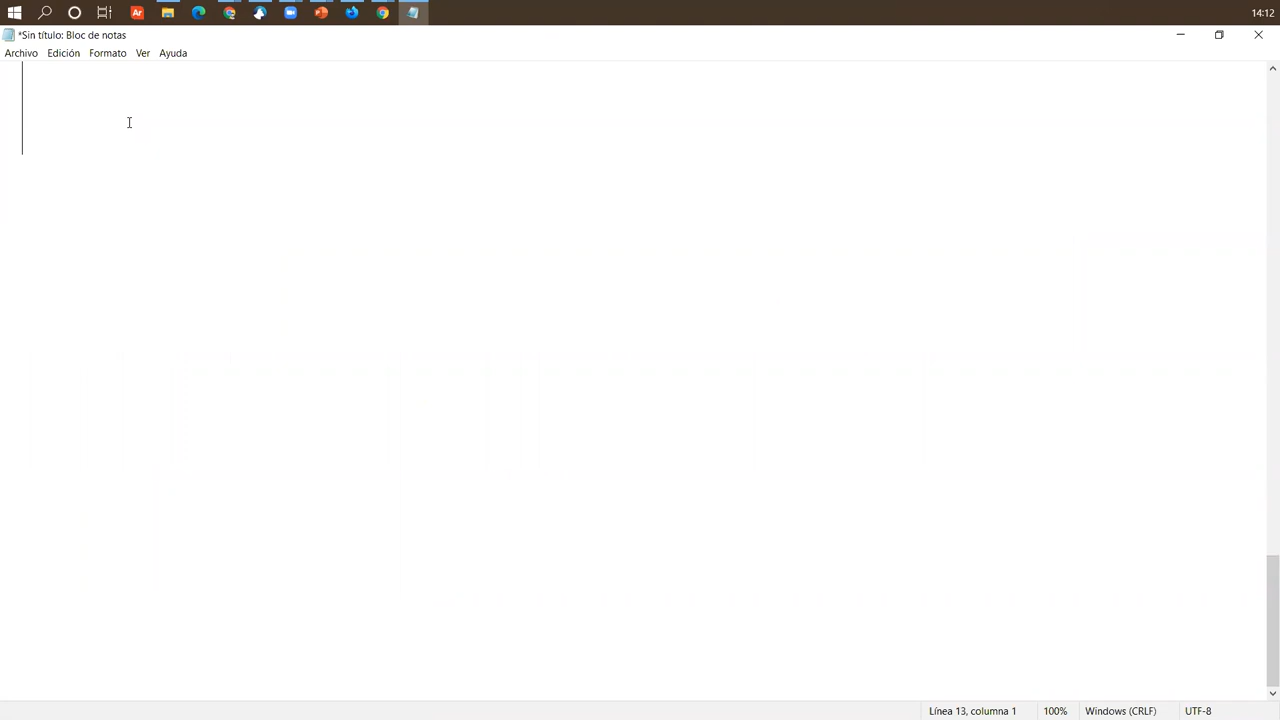 Ar
14:12
*Sin título: Bloc de notas
Archivo Edición Formato Ver Ayuda
Línea 13, columna 1 100% Windows (CRLF) UTF-8